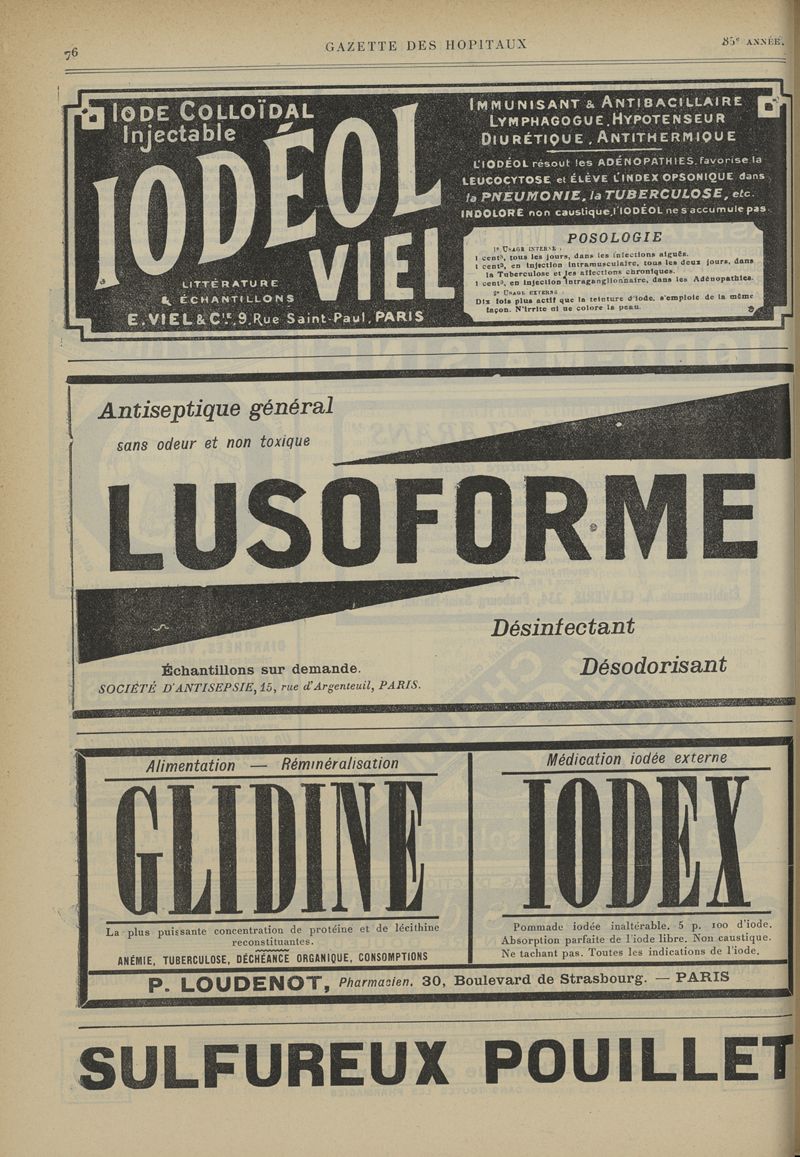 76
GAZETTE DES HOPITAUX
85e ANNÉE.
IODE COLLOÏDAL
Injectable
IODÉOL
VIEL
LITTÉRATURE
& ÉCHANTILLONS
E. VIEL & Cie, 9, Rue Saint-Paul, PARIS
IMMUNISANT & ANTIBACILLAIRE
LYMPHAGOGUE, HYPOTENSEUR
DIURÉTIQUE, ANTITHERMIQUE
L'IODÉOL résout les ADÉNOPATHIES, favorise la
LEUCOCYTOSE et ÉLÈVE L'INDEX OPSONIQUE dans
la PNEUMONIE, la TUBERCULOSE, etc.
INDOLORE non caustique, l'IODÉOL ne s'accumule pas
POSOLOGIE
1° USAGE INTERNE :
1 cent³, tous les jours, dans les infections aiguës.
1 cent³, en injection intramusculaire, tous les deux jours, dans
la Tuberculose et les affections chroniques.
1 cent³, en injection intraganglionnaire, dans les Adénopathies.
2° USAGE EXTERNE :
Dix fois plus actif que la teinture d'iode, s'emploie de la même
façon. N'irrite ni ne colore la peau.
Antiseptique général
sans odeur et non toxique
LUSOFORME
Désinfectant
Désodorisant
Échantillons sur demande.
SOCIÉTÉ D'ANTISEPSIE, 15, rue d'Argenteuil, PARIS.
Alimentation — Réminéralisation
GLIDINE
La plus puissante concentration de protéine et de lécithine
reconstituantes.
ANÉMIE, TUBERCULOSE, DÉCHÉANCE ORGANIQUE, CONSOMPTIONS
Médication iodée externe
IODEX
Pommade iodée inaltérable. 5 p. 100 d'iode.
Absorption parfaite de l'iode libre. Non caustique.
Ne tachant pas. Toutes les indications de l'iode.
P. LOUDENOT, Pharmacien, 30, Boulevard de Strasbourg. — PARIS
SULFUREUX POUILLET